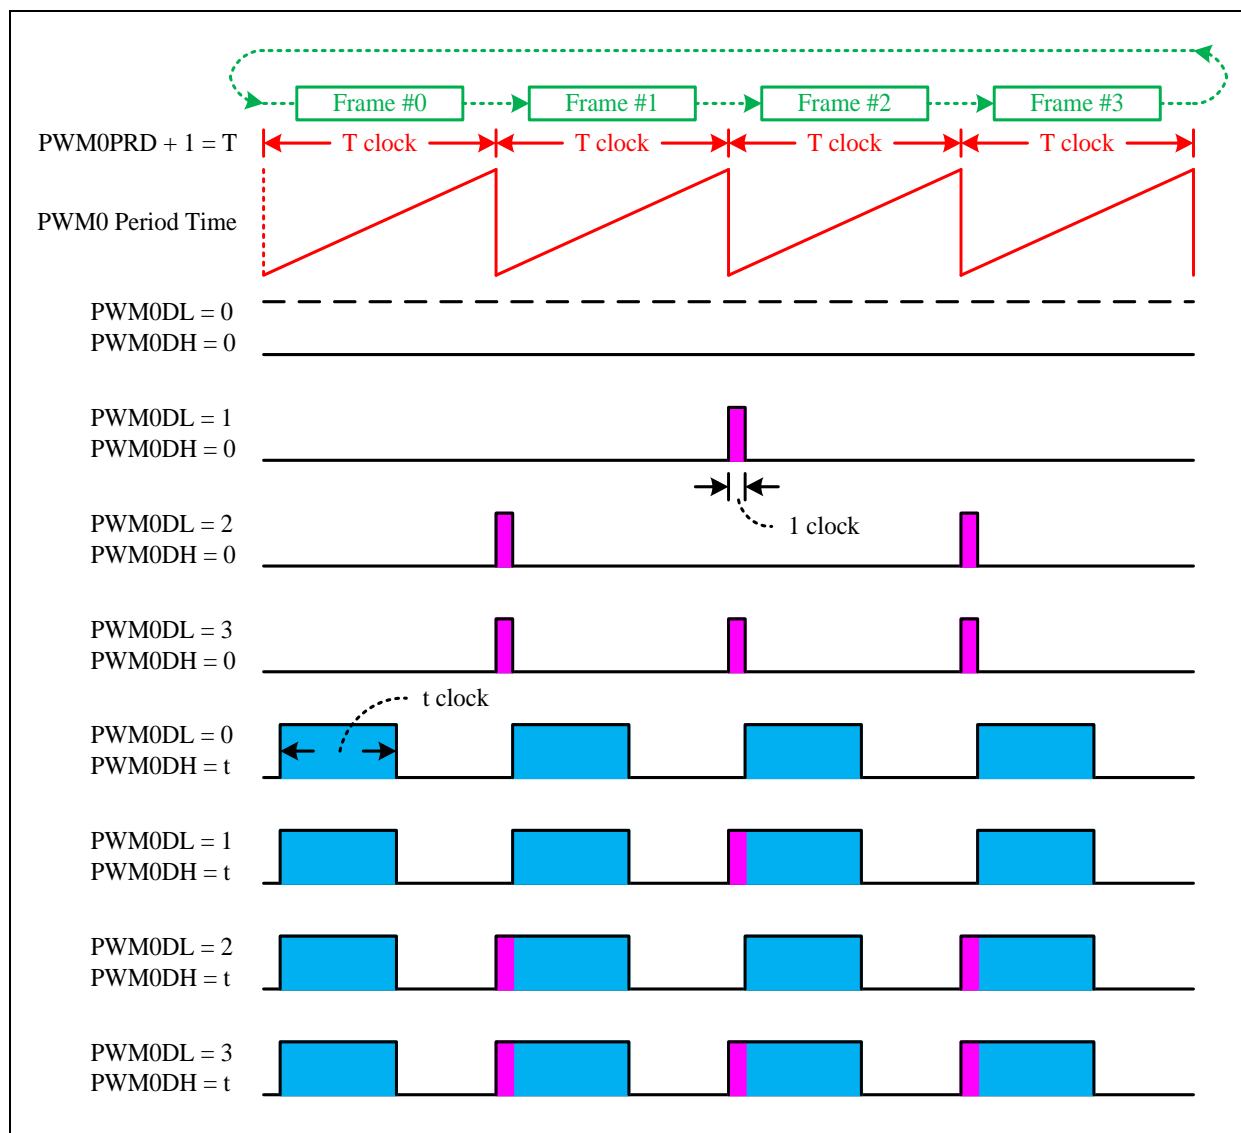 Frame #0 Frame #1 Frame #2 Frame #3
PWM0PRD + 1 = T T clock T clock T clock T clock
PWM0 Period Time
PWM0DL = 0
PWM0DH = 0
PWM0DL = 1
PWM0DH = 0
1 clock
PWM0DL = 2
PWM0DH = 0
PWM0DL = 3
PWM0DH = 0
t clock
PWM0DL = 0
PWM0DH = t
PWM0DL = 1
PWM0DH = t
PWM0DL = 2
PWM0DH = t
PWM0DL = 3
PWM0DH = t